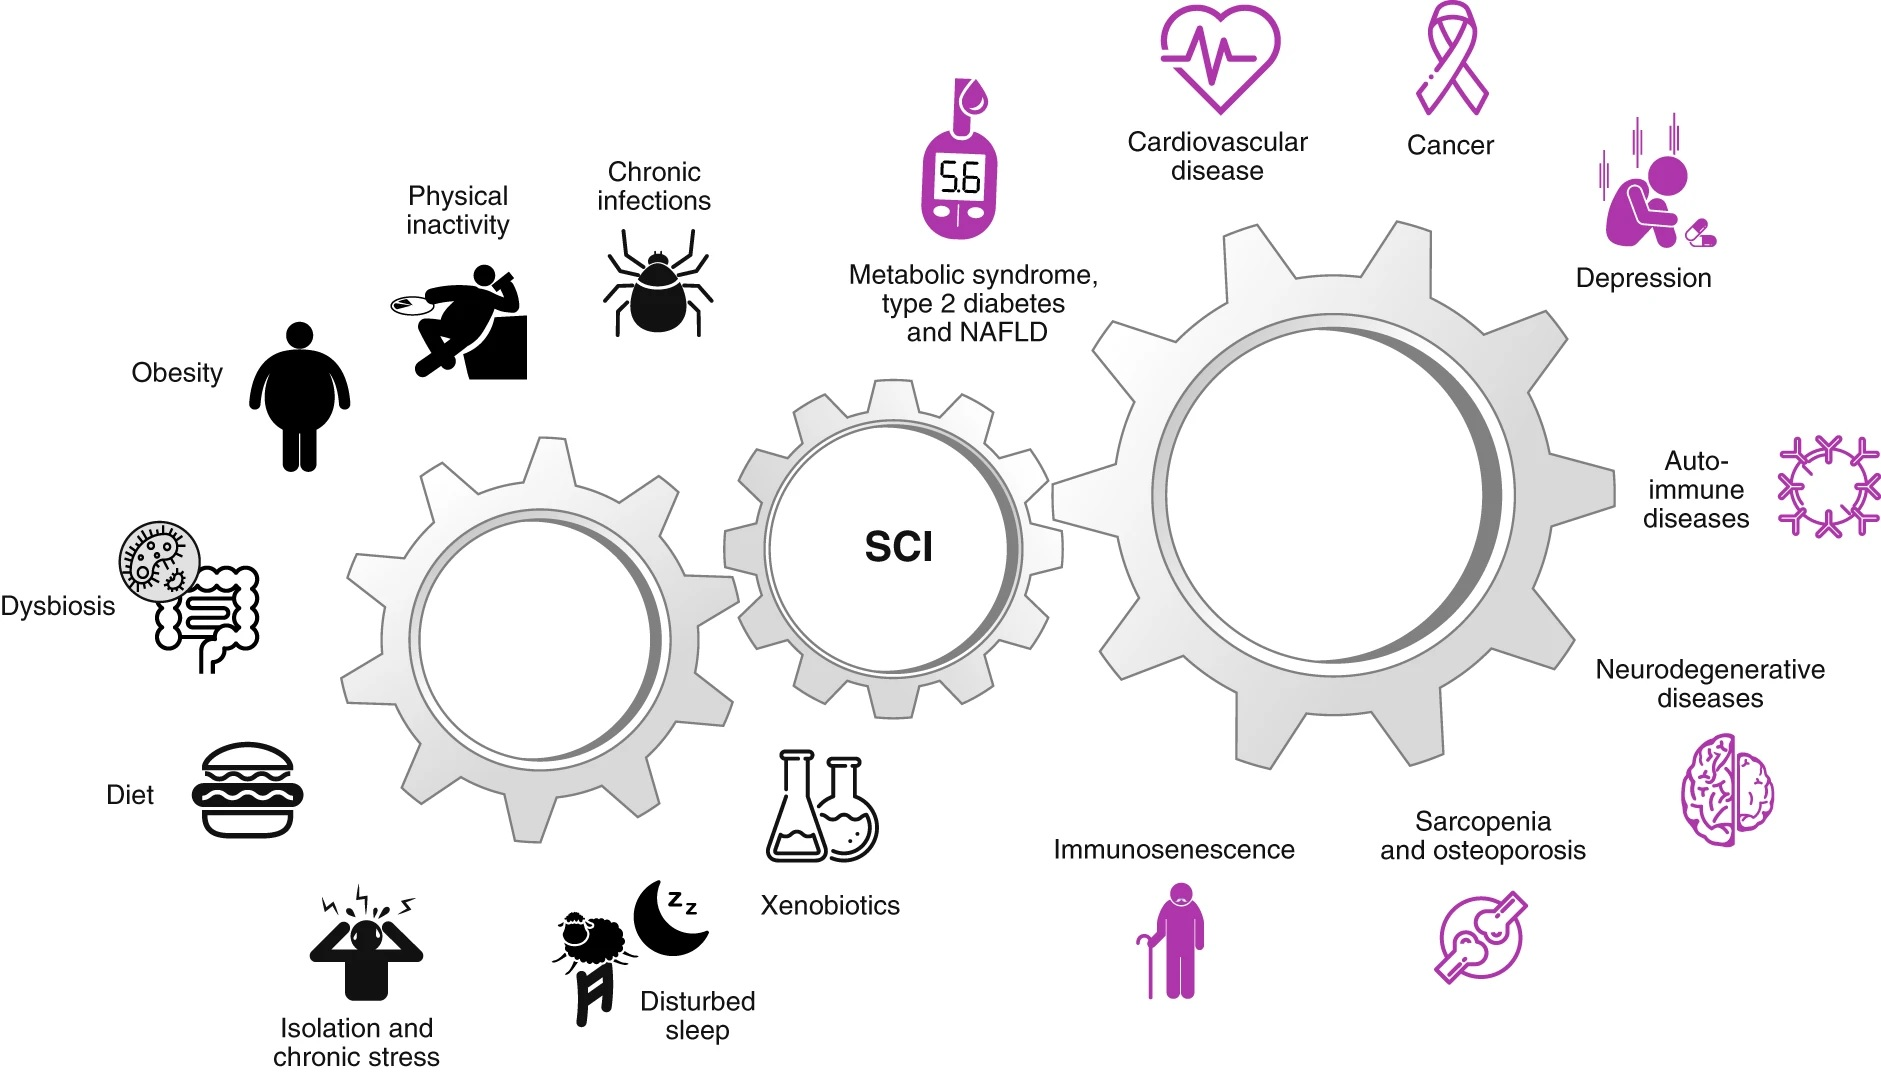 Cardiovascular
disease
Cancer
Chronic
infections
Physical
inactivity
5.6
Metabolic syndrome,
type 2 diabetes
and NAFLD
Depression
Obesity
Auto-
immune
diseases
SCI
Dysbiosis
Neurodegenerative
diseases
Diet
Sarcopenia
and osteoporosis
Immunosenescence
Xenobiotics
z z
Disturbed
sleep
Isolation and
chronic stress